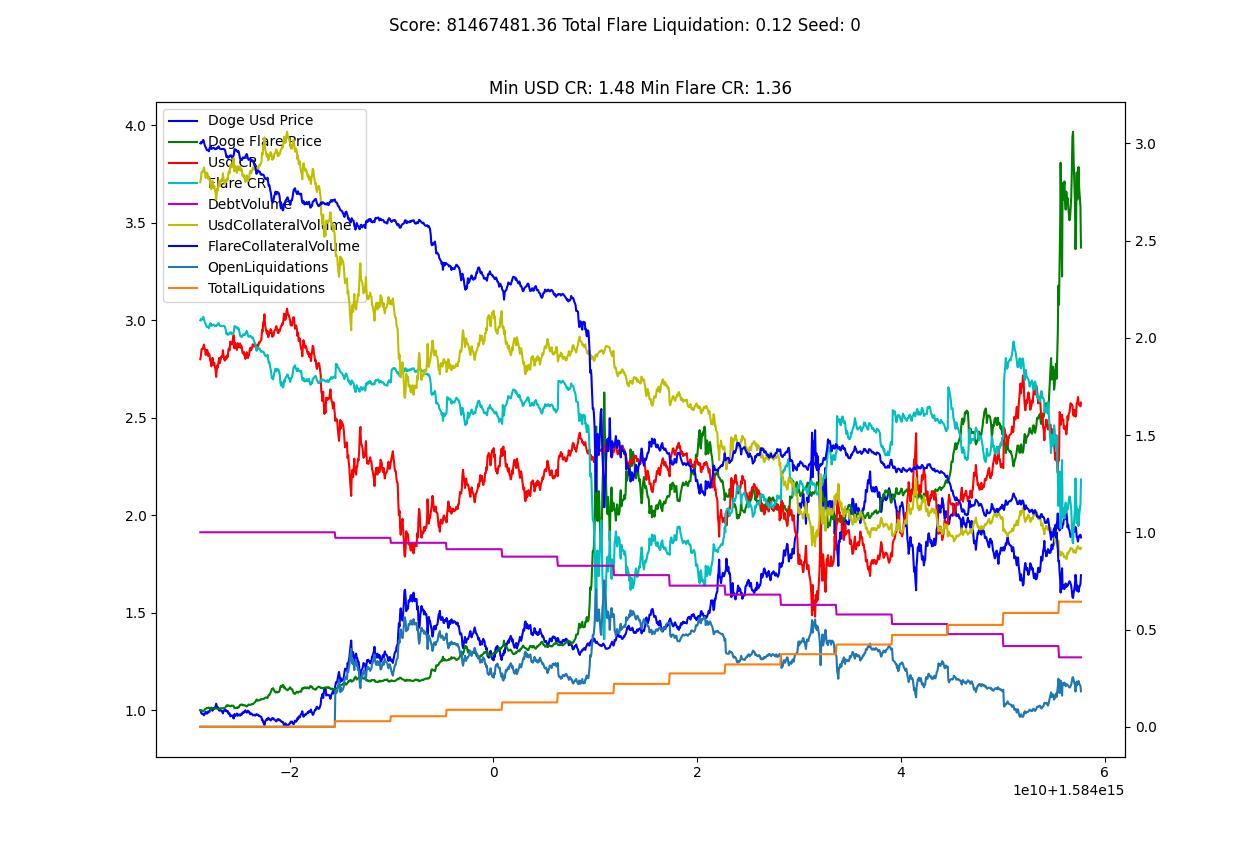 Score: 81467481.36 Total Flare Liquidation: 0.12 Seed: 0
Min USD CR: 1.48 Min Flare CR: 1.36
Doge Usd Price
Doge Flare Price
Usd CR
Flare CR
DebtVolume
UsdCollateralVolume
FlareCollateralVolume
OpenLiquidations
TotalLiquidations
4.0
3.5
3.0
2.5
2.0
1.5
1.0
3.0
2.5
2.0
1.5
1.0
0.5
0.0
−2
0
2
4
6
1e10+1.584e15